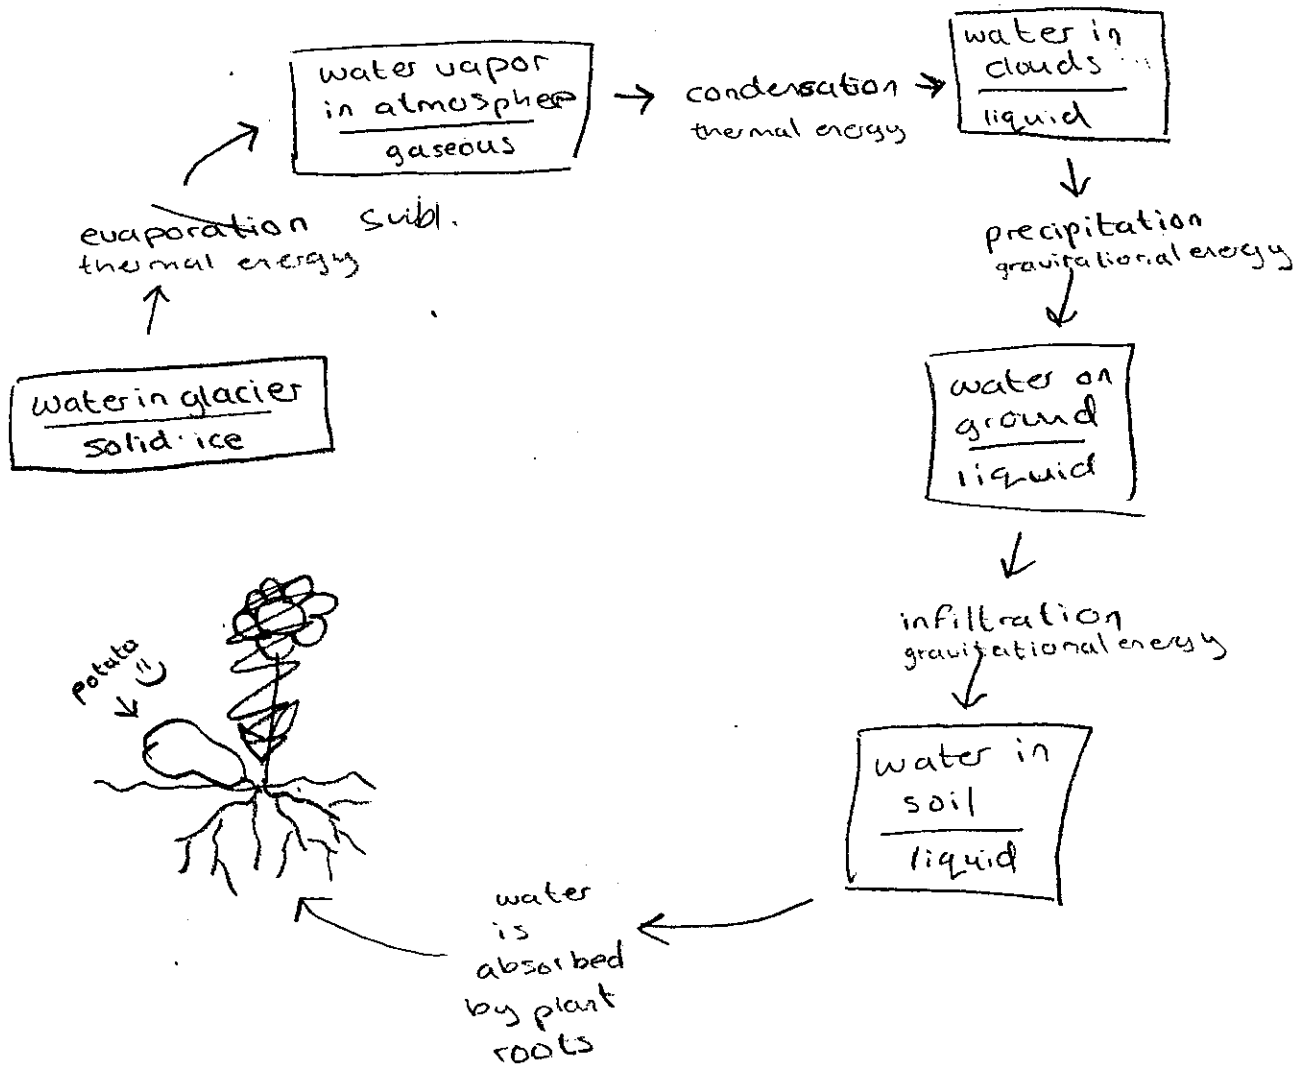 water in glacier
solid ice
evaporation subl.
thermal energy
water vapor
in atmosphere
gaseous
condensation
thermal energy
water in
clouds
liquid
precipitation
gravitational energy
water on
ground
liquid
infiltration
gravitational energy
water in
soil
liquid
water
is
absorbed
by plant
roots
potato